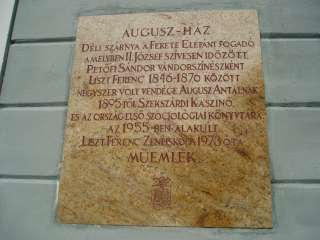 AUGUSZ-HÁZ
DÉLI SZÁRNYA A FEKETE ELEFÁNT FOGADÓ
AMELYBEN II. JÓZSEF SZÍVESEN IDŐZÖTT,
PETŐFI SÁNDOR VÁNDORSZÍNÉSZKÉNT
LISZT FERENC 1846-1870 KÖZÖTT
NÉGYSZER VOLT VENDÉGE AUGUSZ ANTALNAK
1895-TŐL SZEKSZÁRDI KASZINÓ,
ÉS AZ ORSZÁG ELSŐ SZOCIOLÓGIAI KÖNYVTÁRA
AZ 1955-BEN ALAKULT
LISZT FERENC ZENEISKOLA 1973 ÓTA
MŰEMLÉK